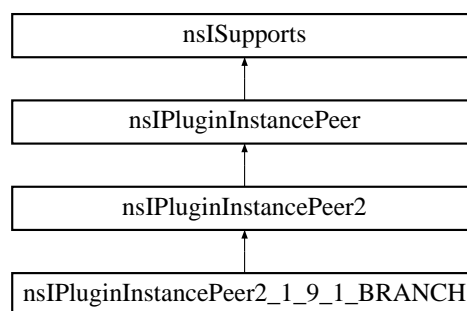 nsISupports
nsIPluginInstancePeer
nsIPluginInstancePeer2
nsIPluginInstancePeer2_1_9_1_BRANCH